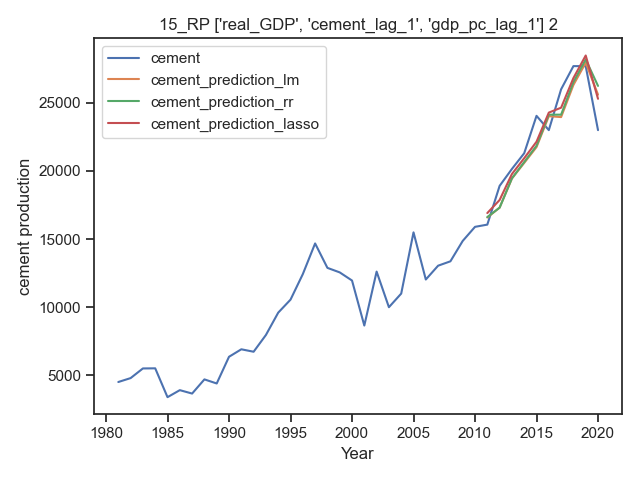 15_RP ['real_GDP', 'cement_lag_1', 'gdp_pc_lag_1'] 2
cement
cement_prediction_lm
cement_prediction_rr
cement_prediction_lasso
cement production
25000
20000
15000
10000
5000
1980 1985 1990 1995 2000 2005 2010 2015 2020
Year